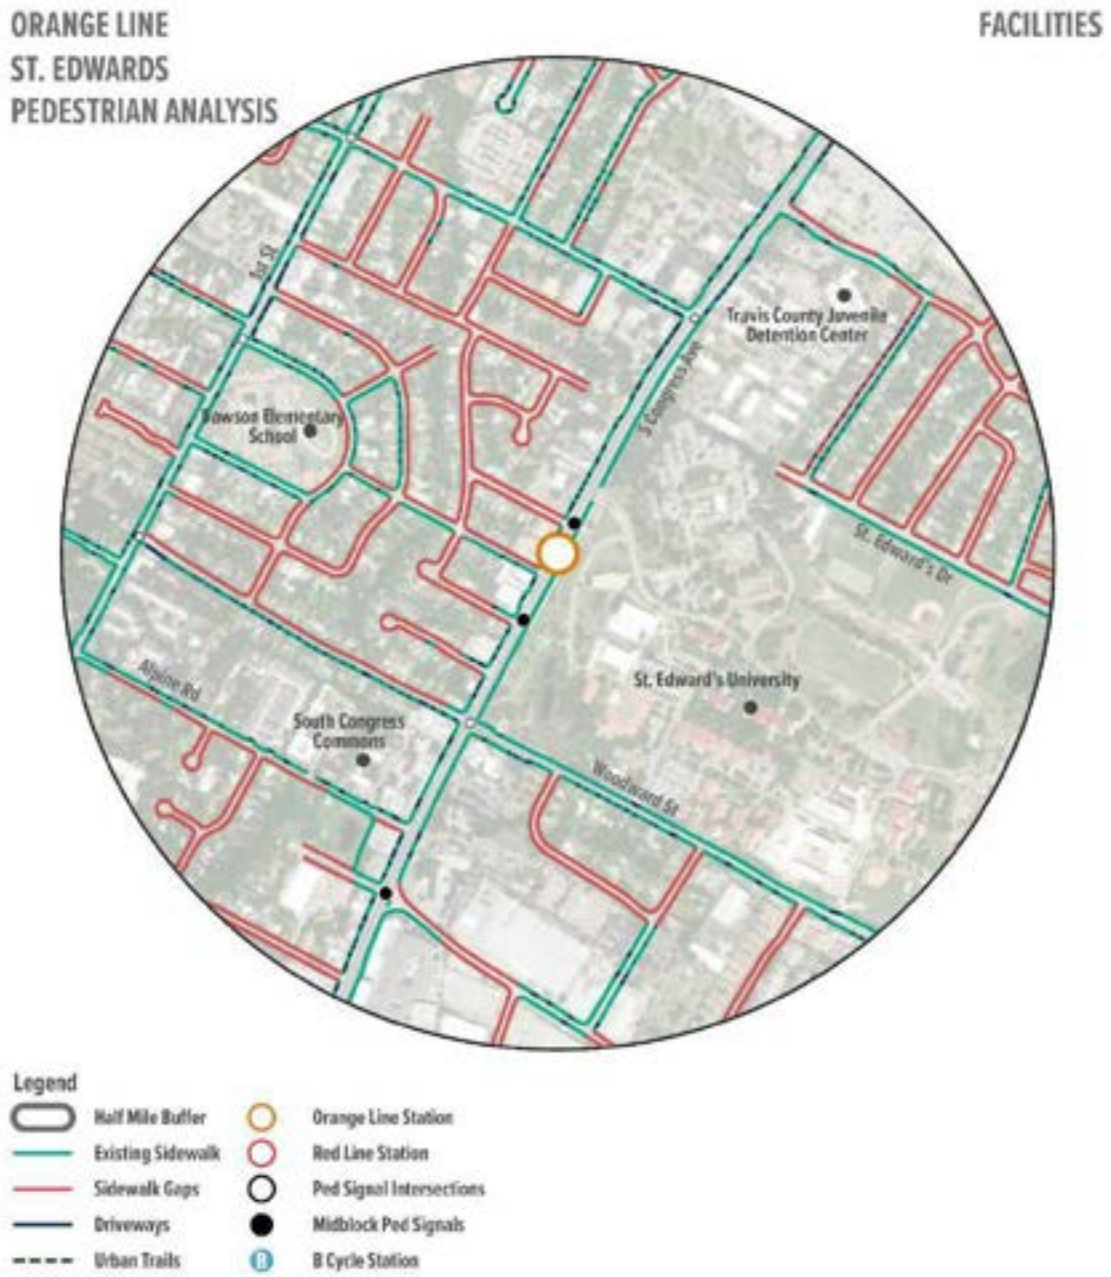 ORANGE LINE
ST. EDWARDS
PEDESTRIAN ANALYSIS
FACILITIES
1st St
Travis County Juvenile
Detention Center
S Congress Ave
Dawson Elementary
School
St. Edward's Dr
Alpine Rd
St. Edward's University
South Congress
Commons
Woodward St
Legend
Half Mile Buffer
Orange Line Station
Existing Sidewalk
Red Line Station
Sidewalk Gaps
Ped Signal Intersections
Driveways
Midblock Ped Signals
Urban Trails
B
B Cycle Station